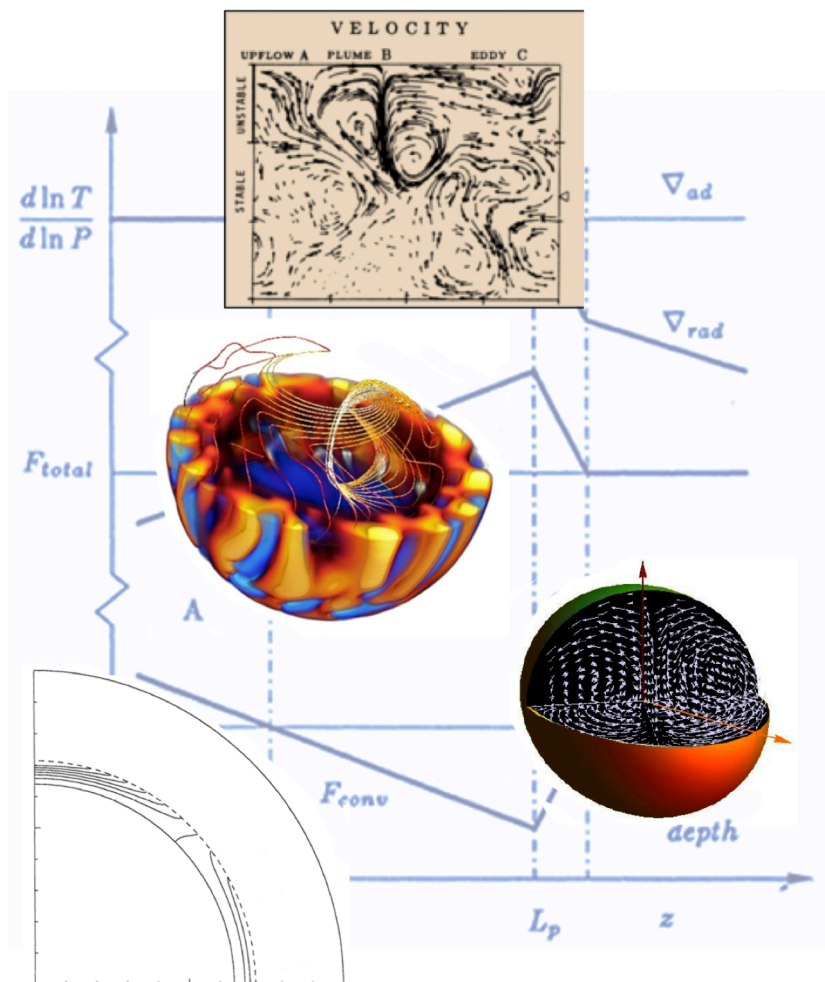 VELOCITY
UPFLOW A PLUME B EDDY C
UNSTABLE
STABLE
d ln T
d ln P
∇ad
∇rad
Ftotal
A
Fconv
depth
Lp z